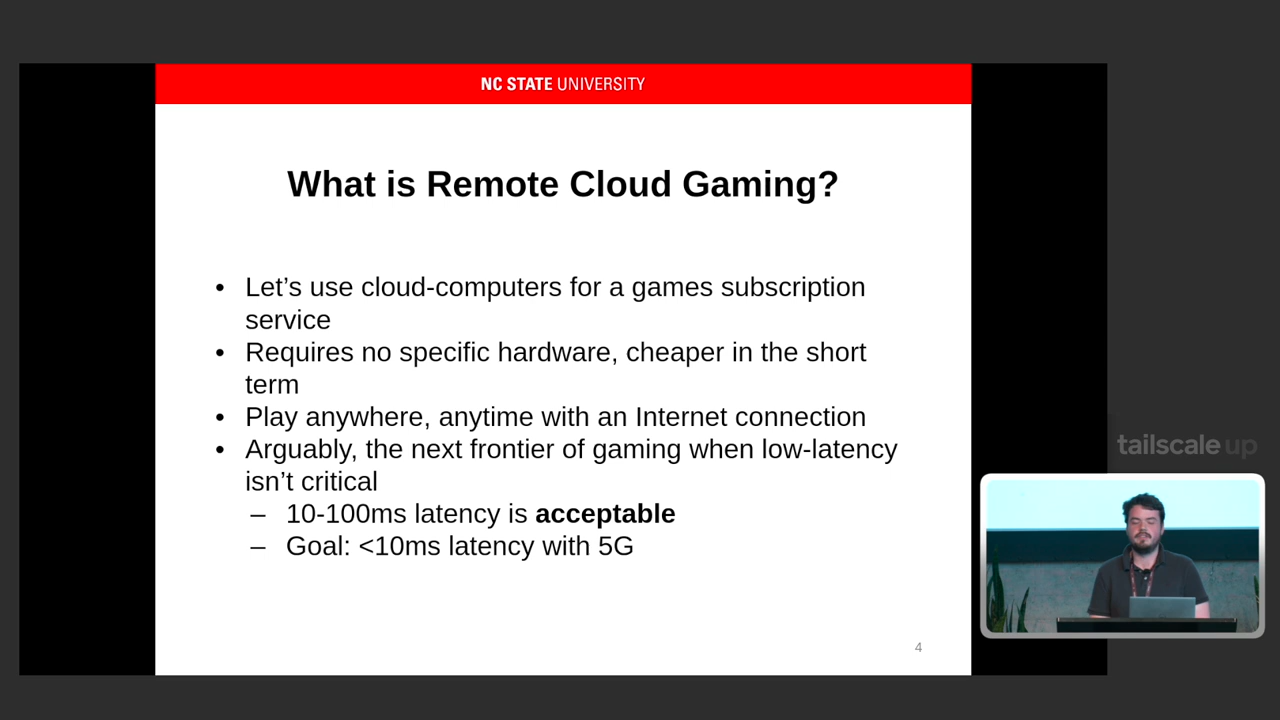 NC STATE UNIVERSITY
What is Remote Cloud Gaming?
• Let’s use cloud-computers for a games subscription
service
• Requires no specific hardware, cheaper in the short
term
• Play anywhere, anytime with an Internet connection
• Arguably, the next frontier of gaming when low-latency
isn’t critical
– 10-100ms latency is acceptable
– Goal: <10ms latency with 5G
4
tailscale up